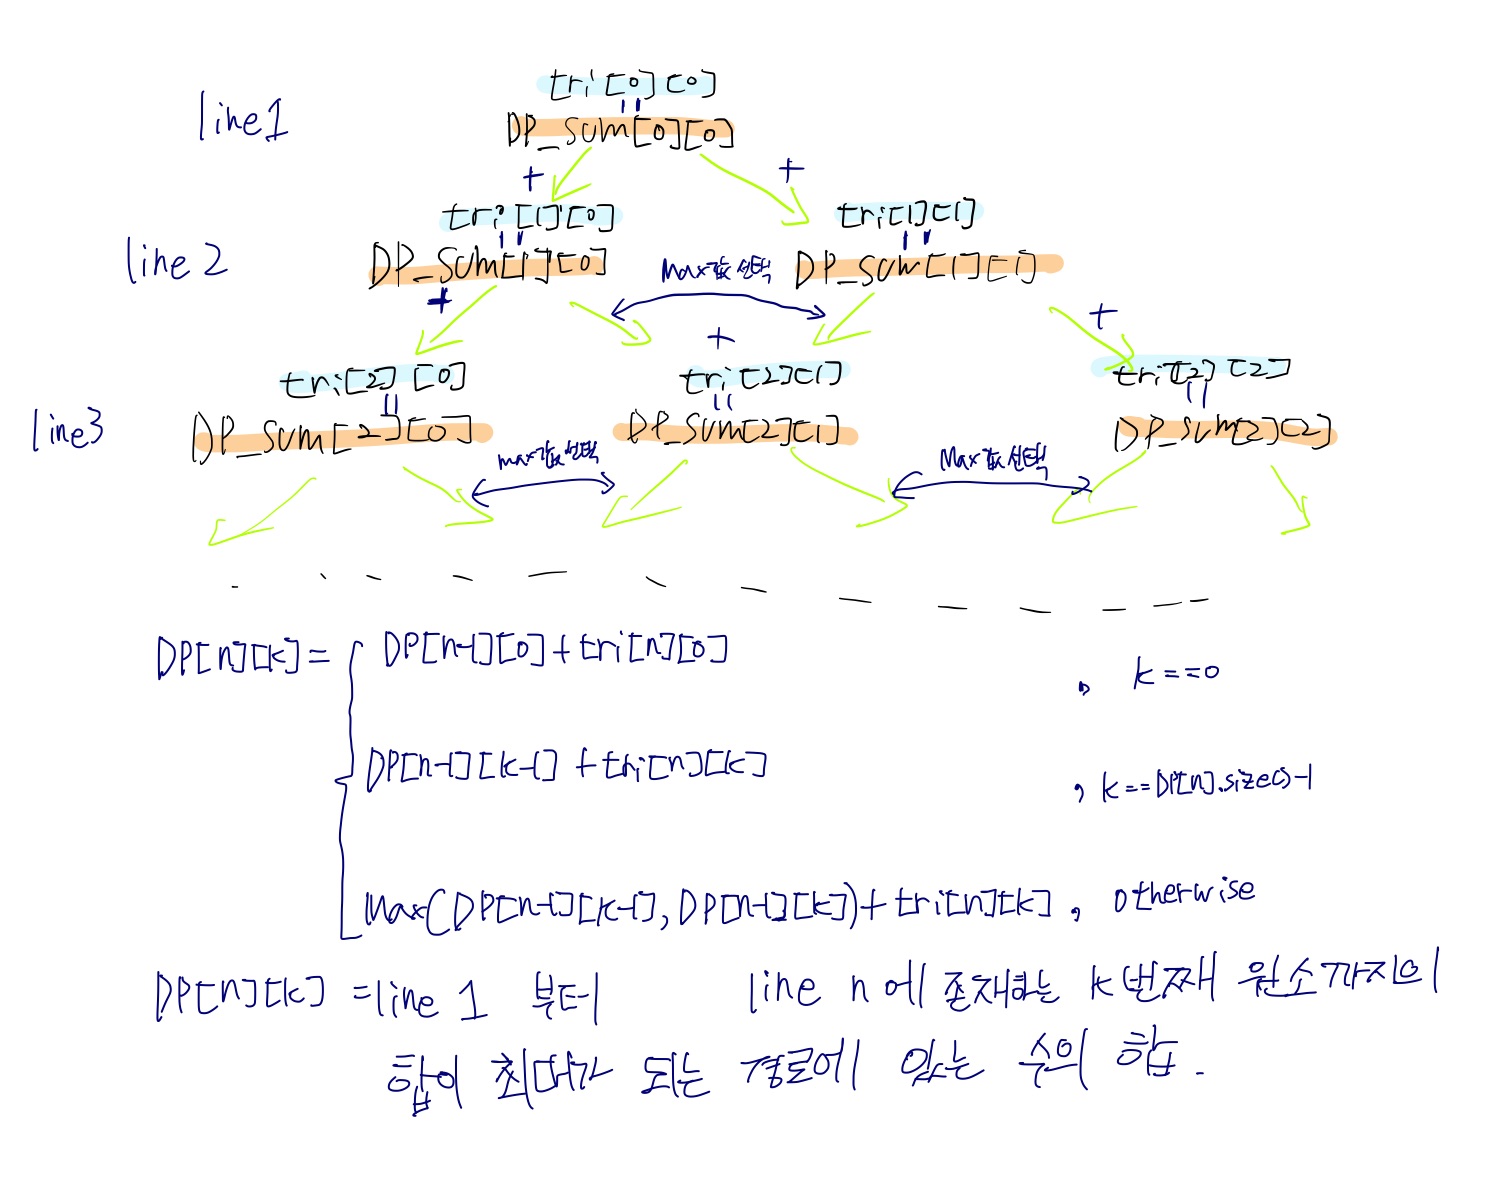 tri[0][0]
line1
DP_sum[0][0]
+ +
tri[1][0] tri[1][1]
line 2
DP_sum[1][0] Max값 선택 DP_sum[1][1]
+ + +
tri[2][0] tri[2][1] tri[2][2]
line3
DP_sum[2][0] DP_sum[2][1] DP_sum[2][2]
max값 선택 Max값 선택
DP[n][k] = { DP[n-1][0] + tri[n][0] , k==0
DP[n-1][k-1] + tri[n][k] , k==DP[n].size()-1
Max(DP[n-1][k-1], DP[n-1][k]) + tri[n][k] , otherwise
DP[n][k] = line 1 부터 line n에 존재하는 k번째 원소까지의
합이 최대가 되는 경로에 있는 수의 합.